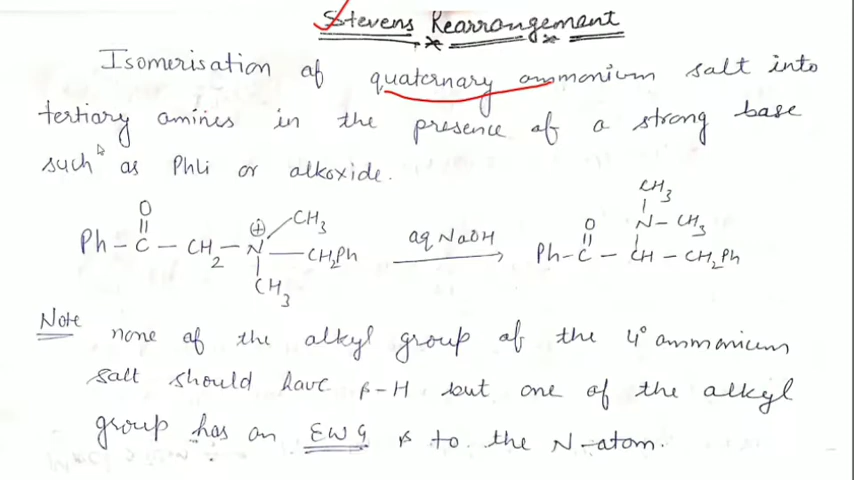 Stevens Rearrangement
Isomerisation of quaternary ammonium salt into
tertiary amines in the presence of a strong base
such as PhLi or alkoxide.
Ph-C(=O)-CH2-N⊕(CH3)(CH3)-CH2Ph aq NaOH → Ph-C(=O)-CH(N(CH3)-CH3)-CH2Ph
Note none of the alkyl group of the 4° ammonium
salt should have β-H but one of the alkyl
group has an EWG β to the N-atom.